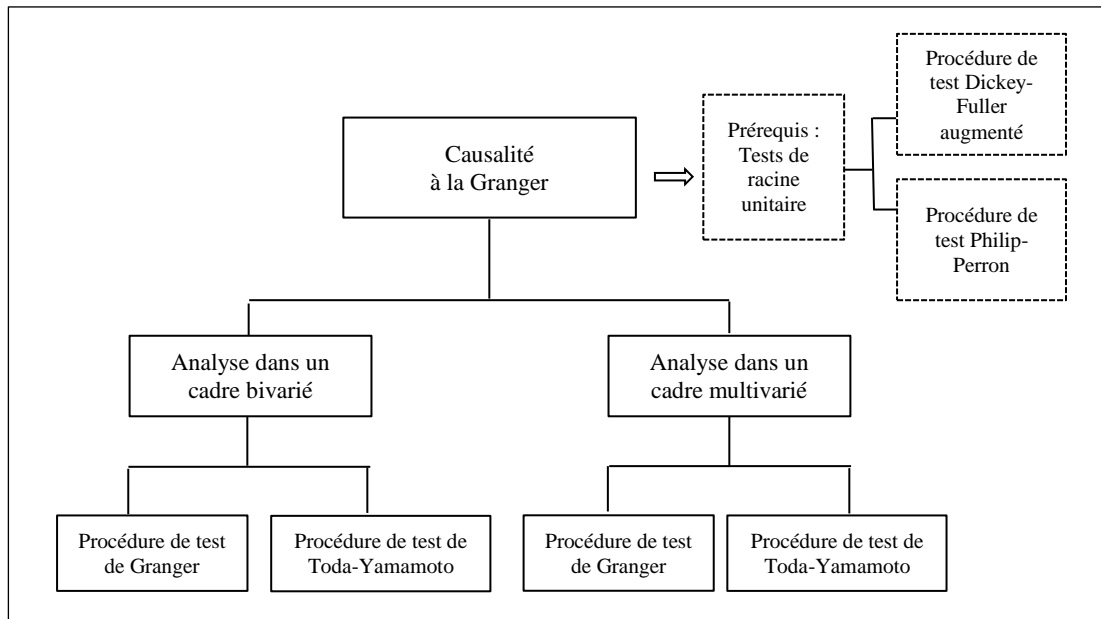 Causalité
à la Granger
Prérequis :
Tests de
racine
unitaire
Procédure de
test Dickey-
Fuller
augmenté
Procédure de
test Philip-
Perron
Analyse dans un
cadre bivarié
Analyse dans un
cadre multivarié
Procédure de test
de Granger
Procédure de test de
Toda-Yamamoto
Procédure de test
de Granger
Procédure de test de
Toda-Yamamoto